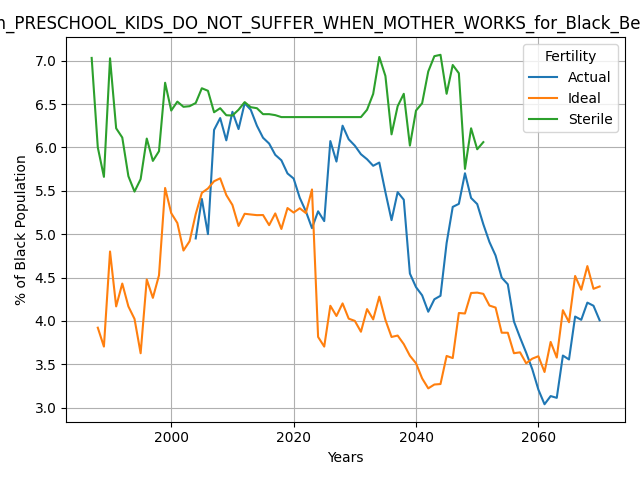 PRESCHOOL_KIDS_DO_NOT_SUFFER_WHEN_MOTHER_WORKS_for_Black_Be
Fertility
Actual
Ideal
Sterile
% of Black Population
7.0
6.5
6.0
5.5
5.0
4.5
4.0
3.5
3.0
2000 2020 2040 2060
Years